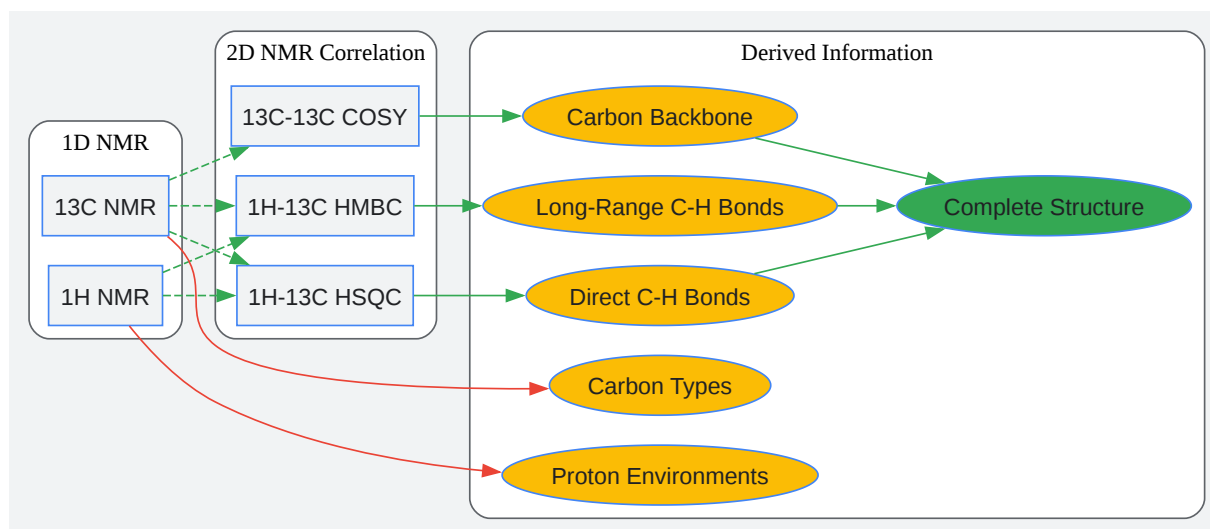 1D NMR
13C NMR
1H NMR
2D NMR Correlation
13C-13C COSY
1H-13C HMBC
1H-13C HSQC
Derived Information
Carbon Backbone
Long-Range C-H Bonds
Direct C-H Bonds
Carbon Types
Proton Environments
Complete Structure